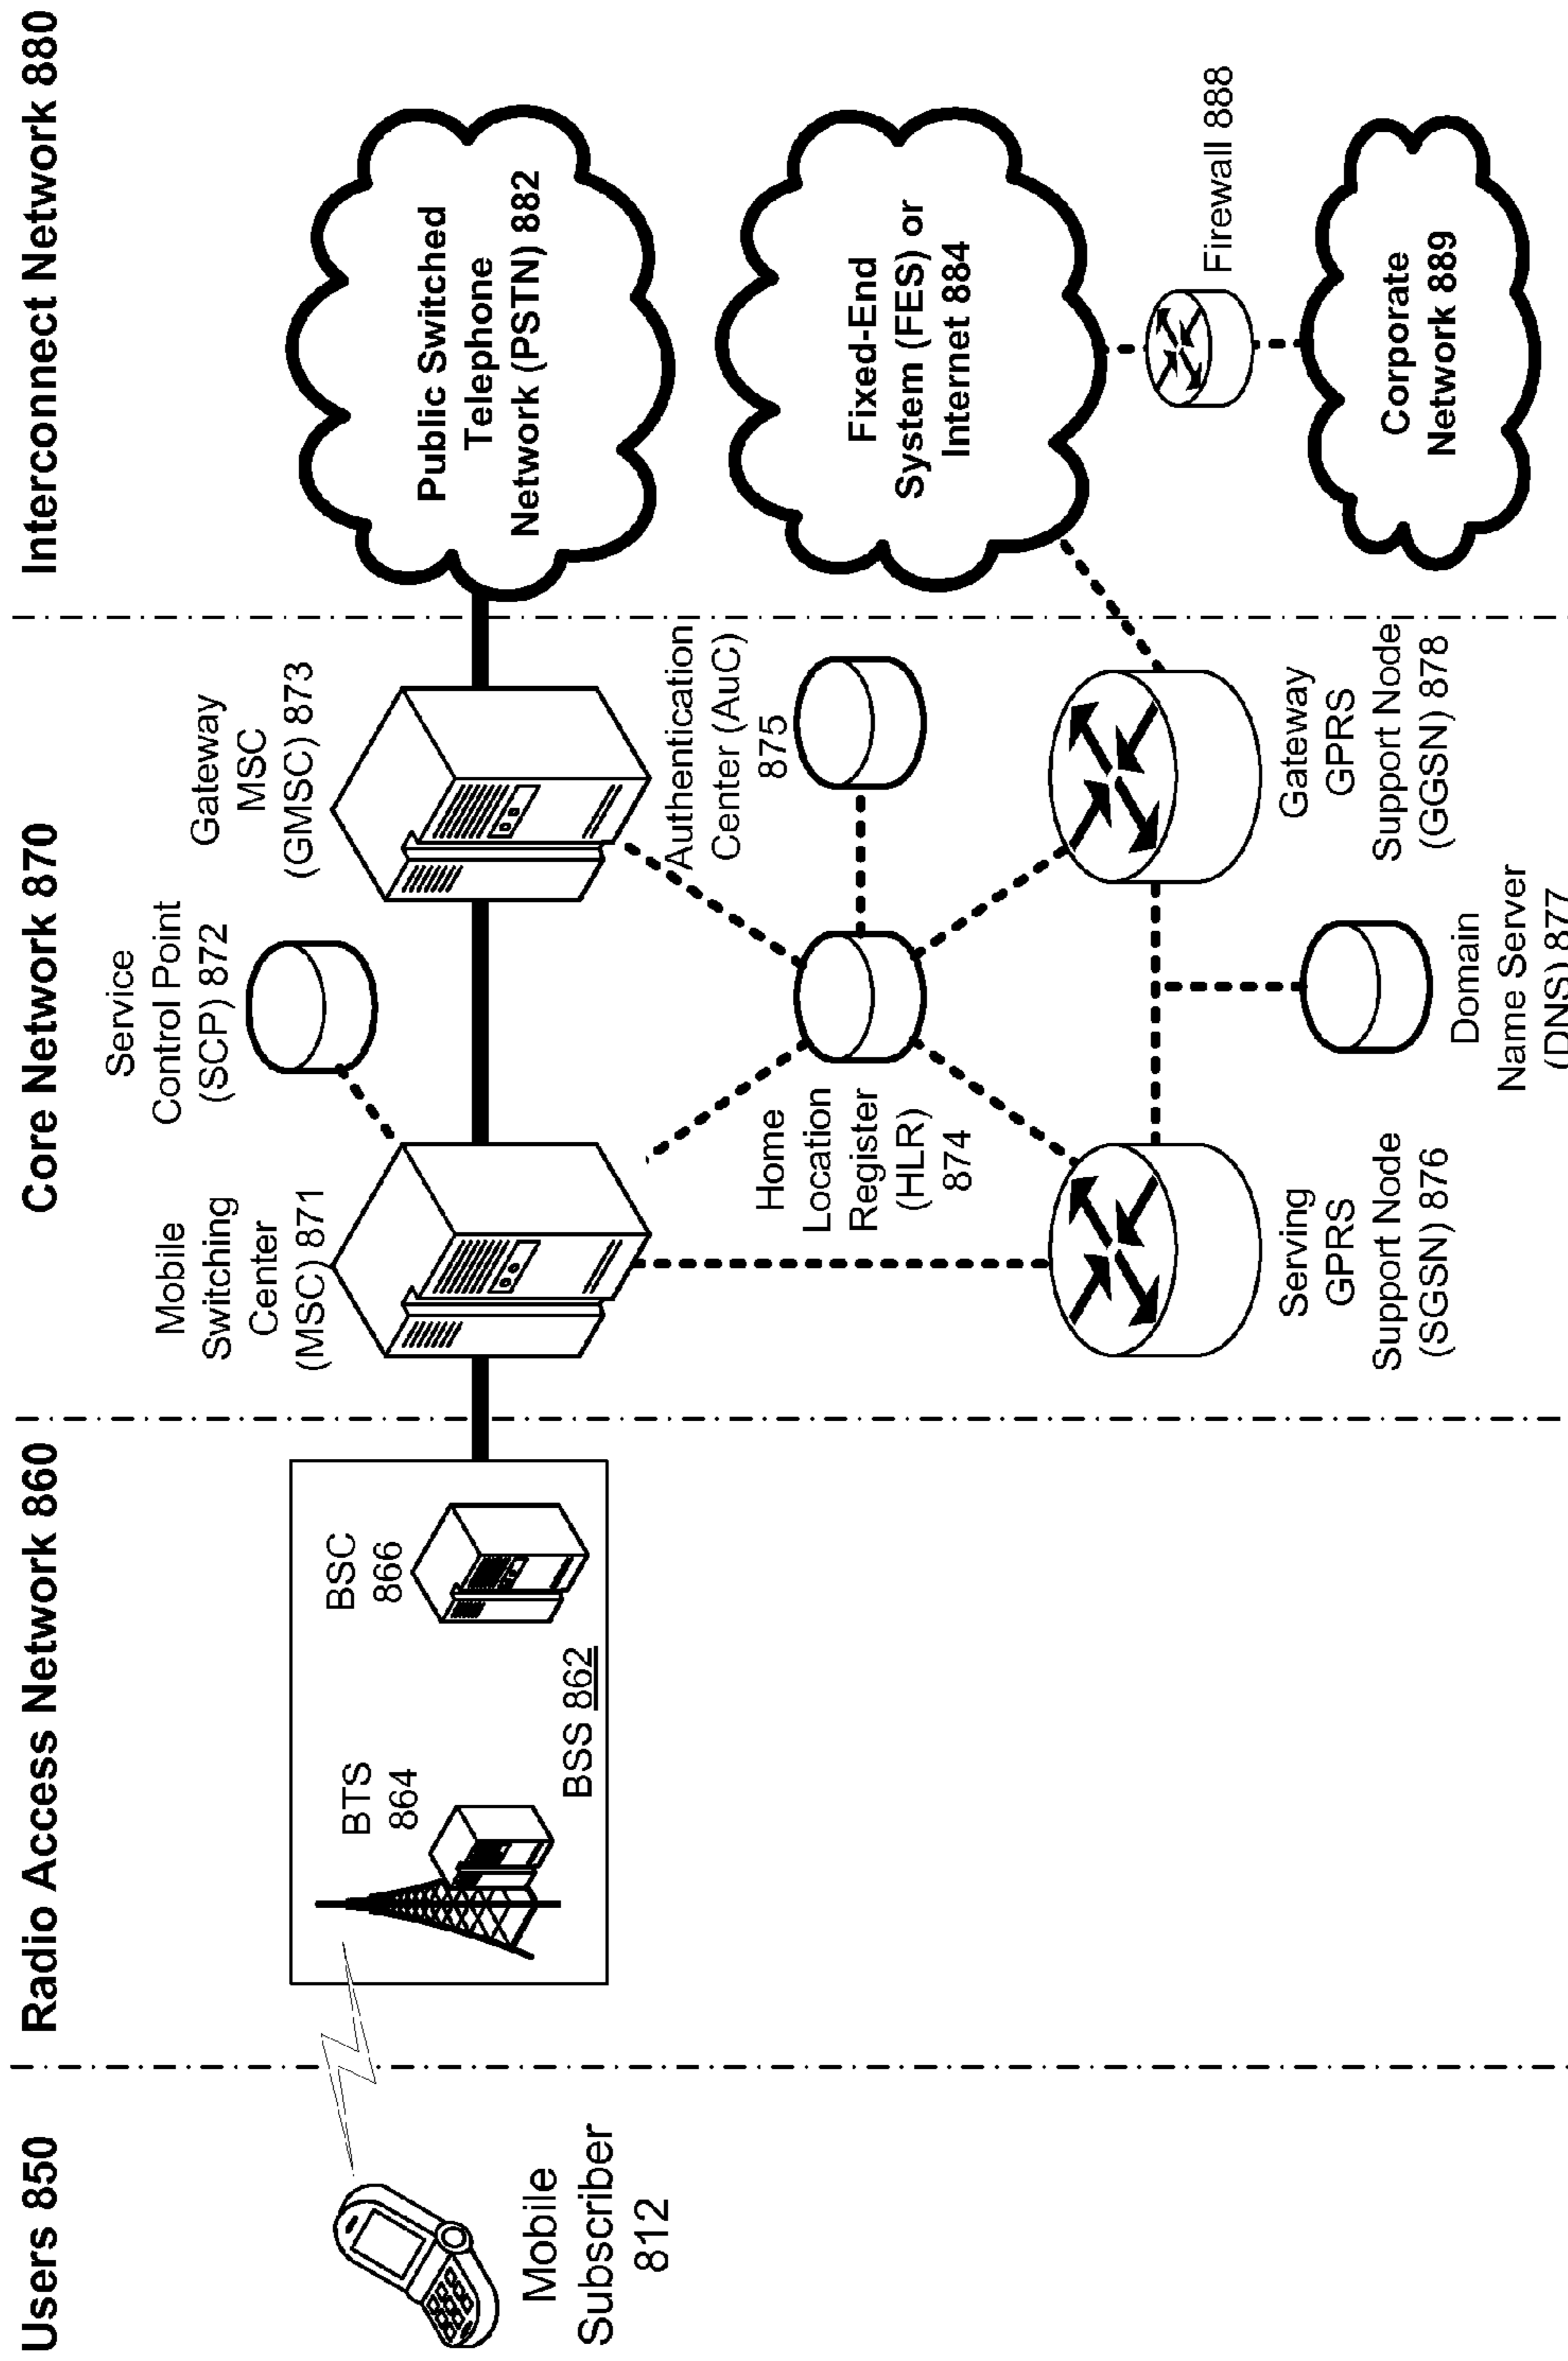 Users 850
Radio Access Network 860
Core Network 870
Interconnect Network 880
Mobile
Subscriber
812
BTS
864
BSC
866
BSS 862
Mobile
Switching
Center
(MSC) 871
Service
Control Point
(SCP) 872
Gateway
MSC
(GMSC) 873
Public Switched
Telephone
Network (PSTN) 882
Home
Location
Register
(HLR)
874
Authentication
Center (AuC)
875
Fixed-End
System (FES) or
Internet 884
Serving
GPRS
Support Node
(SGSN) 876
Domain
Name Server
(DNS) 877
Gateway
GPRS
Support Node
(GGSN) 878
Firewall 888
Corporate
Network 889